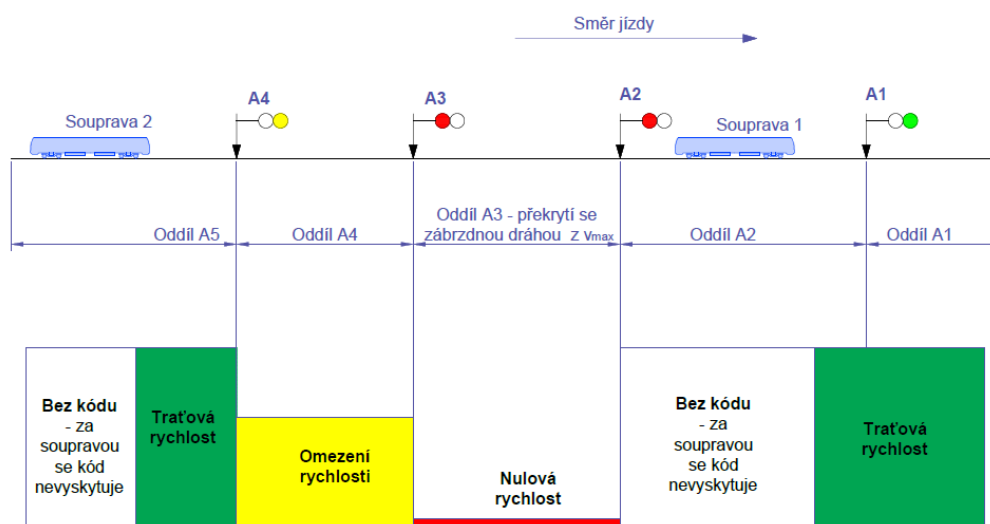 Směr jízdy
A4
A3
A2
A1
Souprava 2
Souprava 1
Oddíl A5
Oddíl A4
Oddíl A3 - překrytí se
zábrzdnou dráhou z vmax
Oddíl A2
Oddíl A1
Bez kódu
- za
soupravou
se kód
nevyskytuje
Traťová
rychlost
Omezení
rychlosti
Nulová
rychlost
Bez kódu
- za
soupravou
se kód
nevyskytuje
Traťová
rychlost